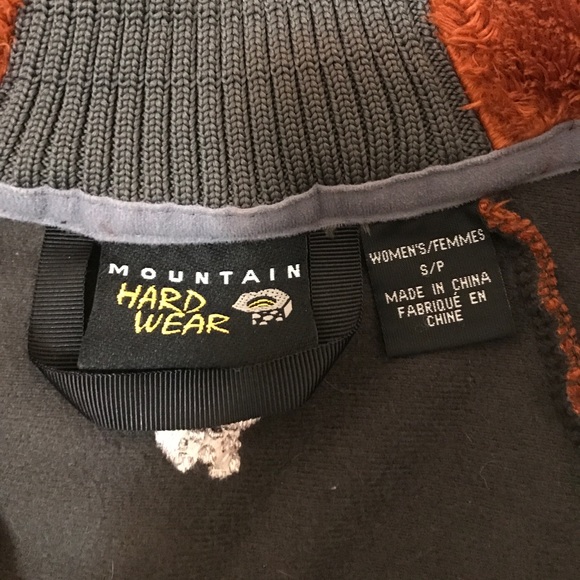 MOUNTAIN
HARD
WEAR
WOMEN'S/FEMMES
S/P
MADE IN CHINA
FABRIQUÉ EN
CHINE